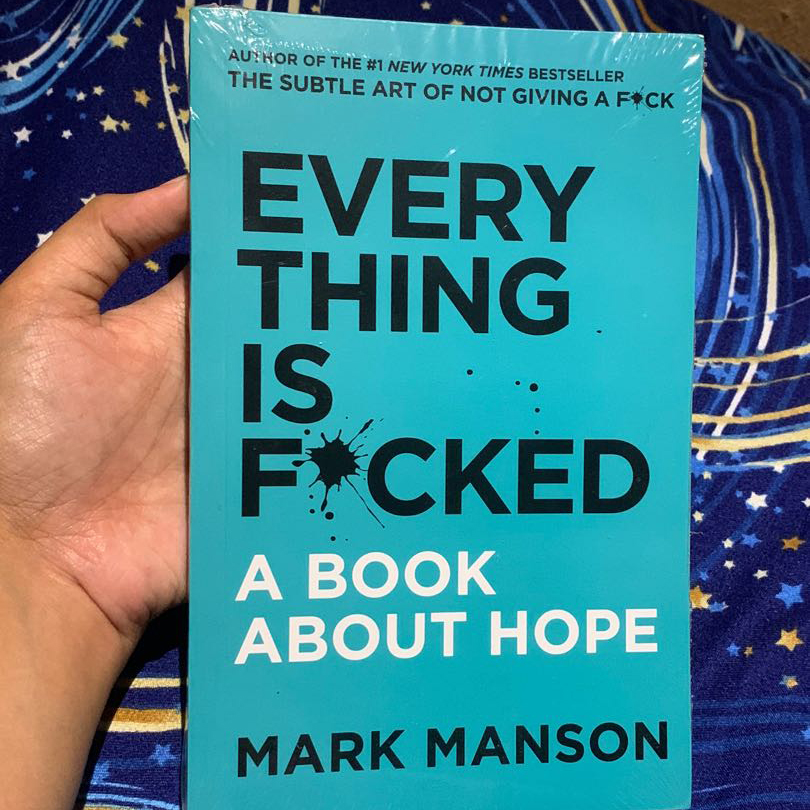 AUTHOR OF THE #1 NEW YORK TIMES BESTSELLER
THE SUBTLE ART OF NOT GIVING A F*CK
EVERY
THING
IS
F*CKED
A BOOK
ABOUT HOPE
MARK MANSON